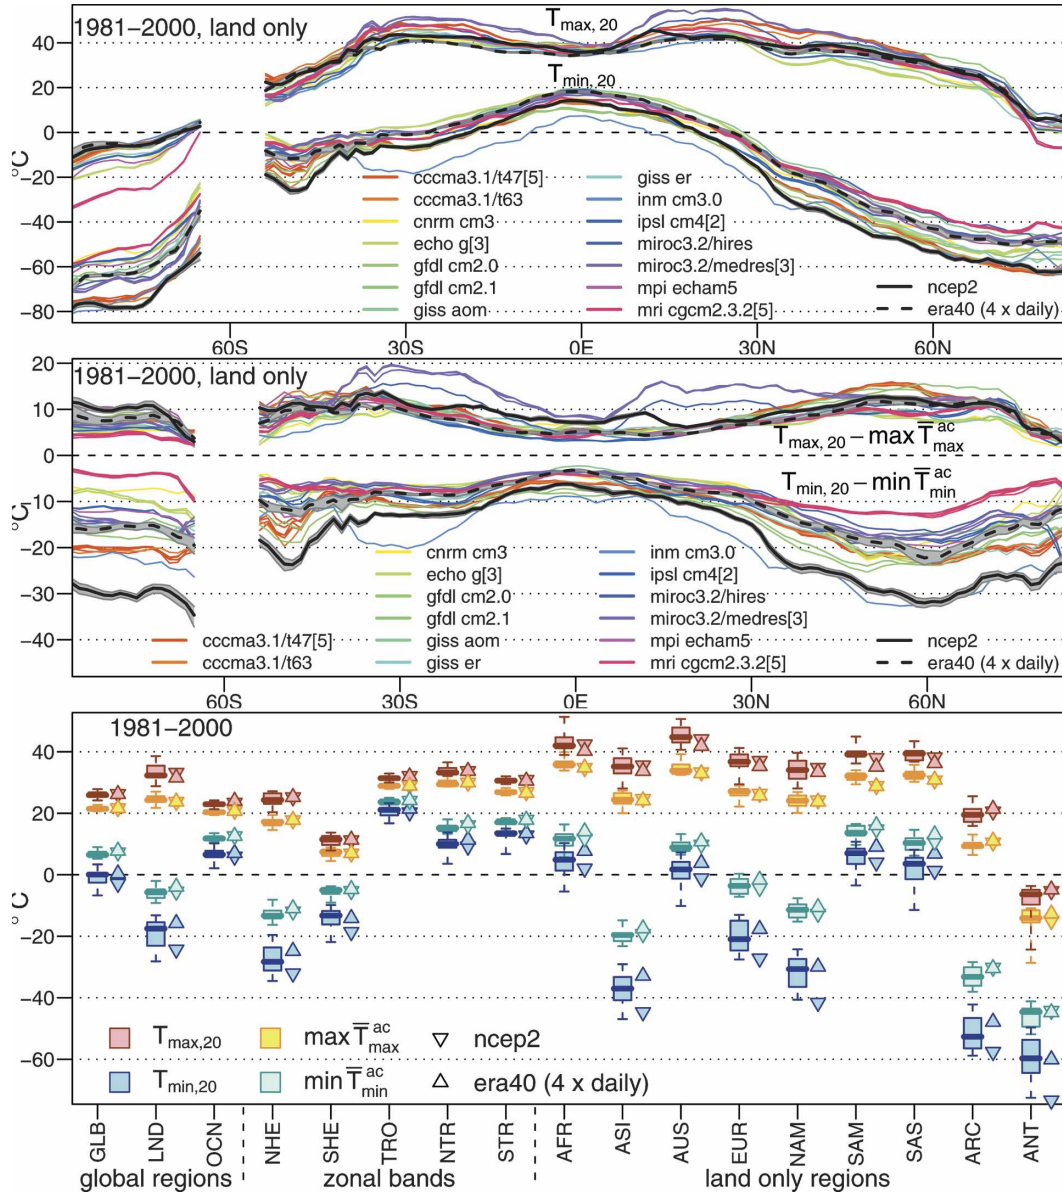 1981−2000, land only
T max, 20
T min, 20
40
20
0
−20
−40
−60
−80
°C
cccma3.1/t47[5]
cccma3.1/t63
cnrm cm3
echo g[3]
gfdl cm2.0
gfdl cm2.1
giss aom
giss er
inm cm3.0
ipsl cm4[2]
miroc3.2/hires
miroc3.2/medres[3]
mpi echam5
mri cgcm2.3.2[5]
ncep2
era40 (4 x daily)
60S 30S 0E 30N 60N
1981−2000, land only
20
10
0
−10
−20
−30
−40
°C
T max, 20 − max T̅ max ac
T min, 20 − min T̅ min ac
cccma3.1/t47[5]
cccma3.1/t63
cnrm cm3
echo g[3]
gfdl cm2.0
gfdl cm2.1
giss aom
giss er
inm cm3.0
ipsl cm4[2]
miroc3.2/hires
miroc3.2/medres[3]
mpi echam5
mri cgcm2.3.2[5]
ncep2
era40 (4 x daily)
60S 30S 0E 30N 60N
1981−2000
40
20
0
−20
−40
−60
°C
T max,20
T min,20
max T̅ max ac
min T̅ min ac
ncep2
era40 (4 x daily)
GLB LND OCN NHE SHE TRO NTR STR AFR ASI AUS EUR NAM SAM SAS ARC ANT
global regions zonal bands land only regions